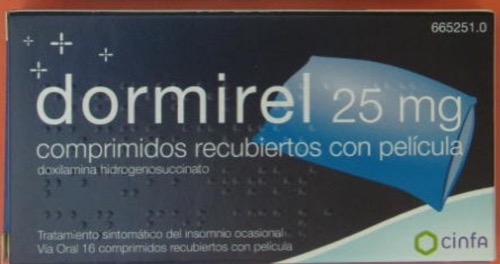 665251.0
dormirel 25 mg
comprimidos recubiertos con película
doxilamina hidrogenosuccinato
Tratamiento sintomático del insomnio ocasional
Vía Oral 16 comprimidos recubiertos con película
cinfa